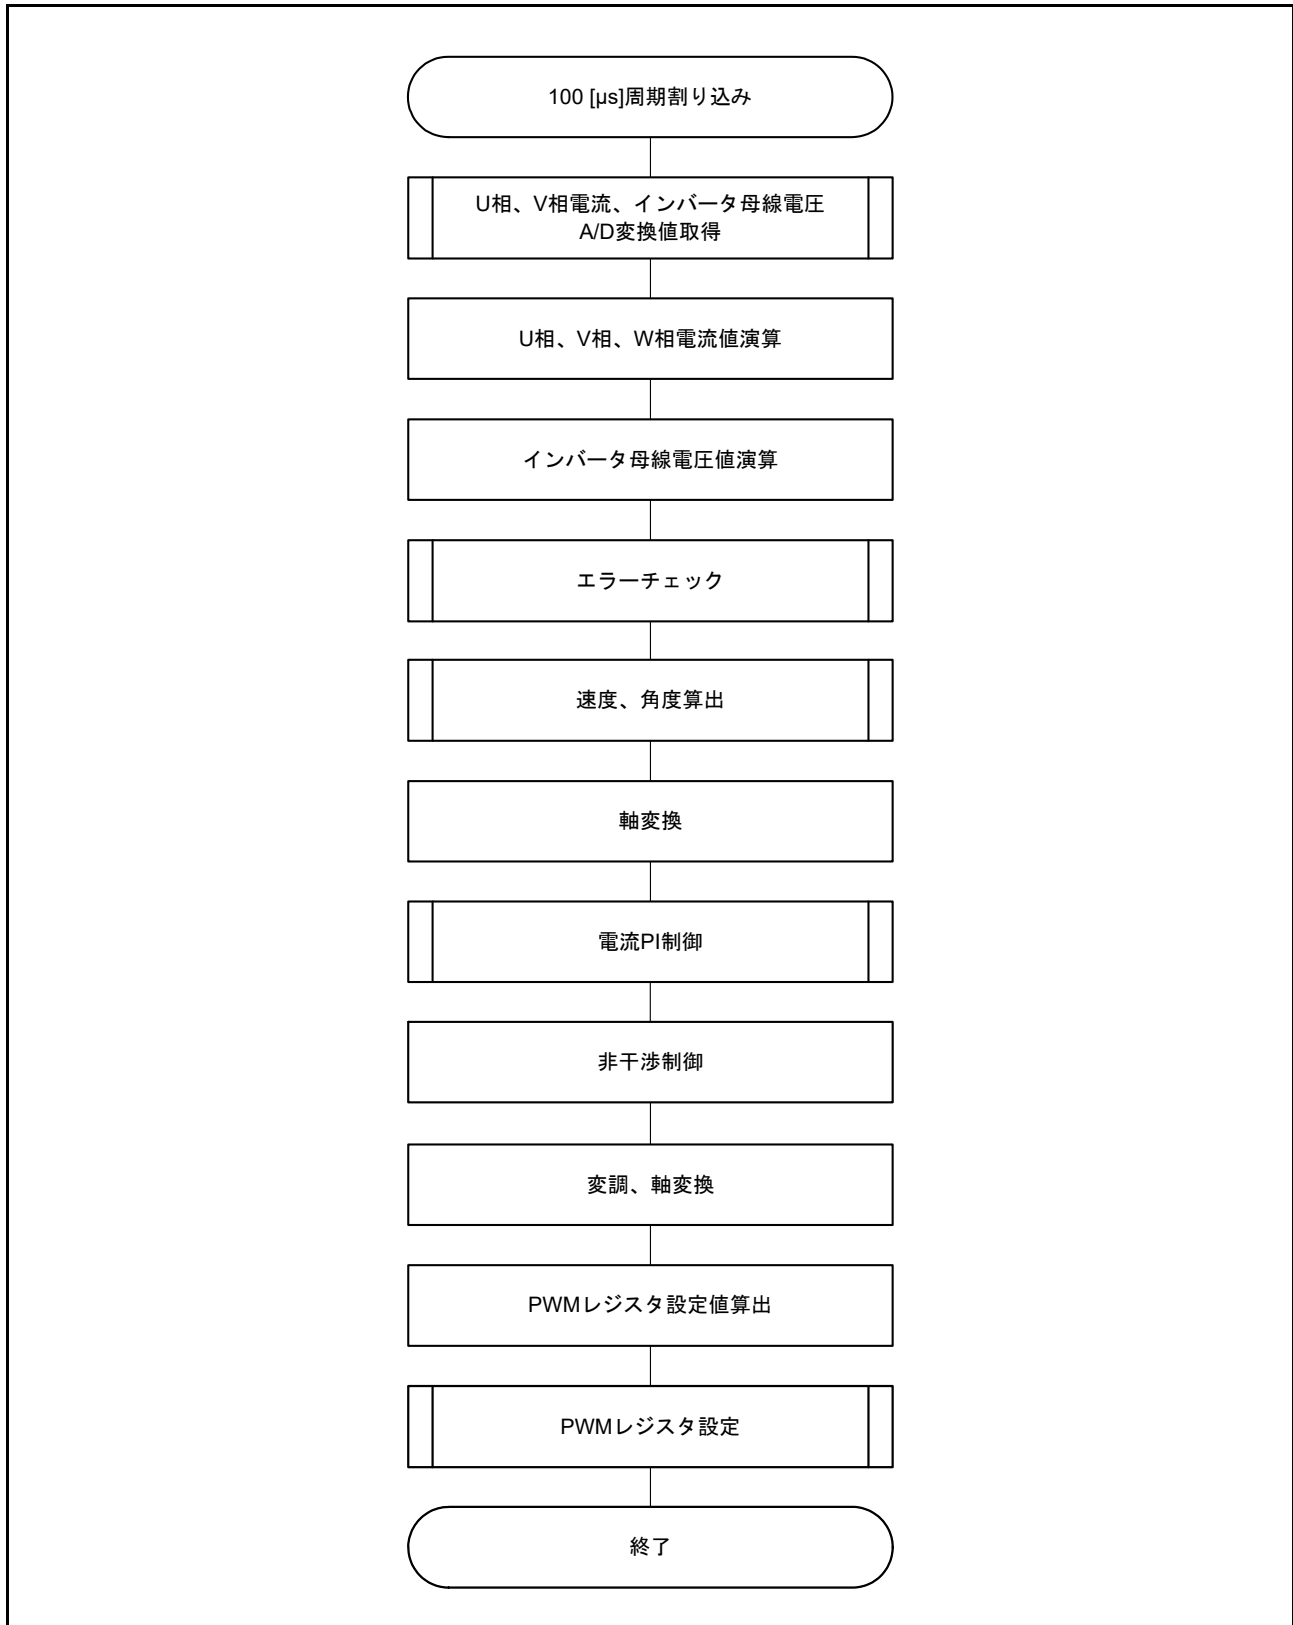 100 [μs]周期割り込み
U相、V相電流、インバータ母線電圧
A/D変換値取得
U相、V相、W相電流値演算
インバータ母線電圧値演算
エラーチェック
速度、角度算出
軸変換
電流PI制御
非干渉制御
変調、軸変換
PWMレジスタ設定値算出
PWMレジスタ設定
終了